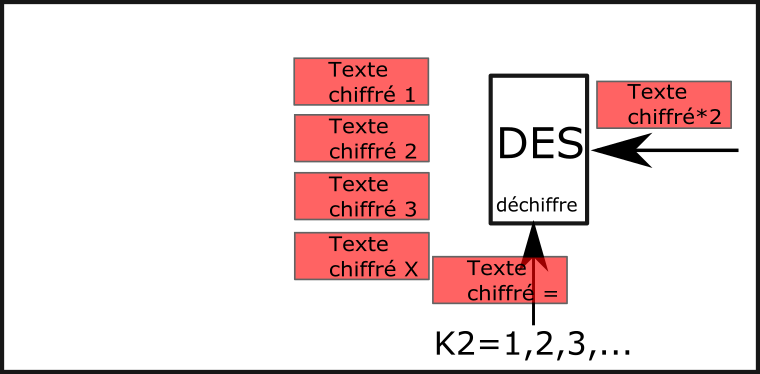 Texte
chiffré 1
Texte
chiffré 2
Texte
chiffré 3
Texte
chiffré X
DES
déchiffre
Texte
chiffré*2
Texte
chiffré =
K2=1,2,3,...